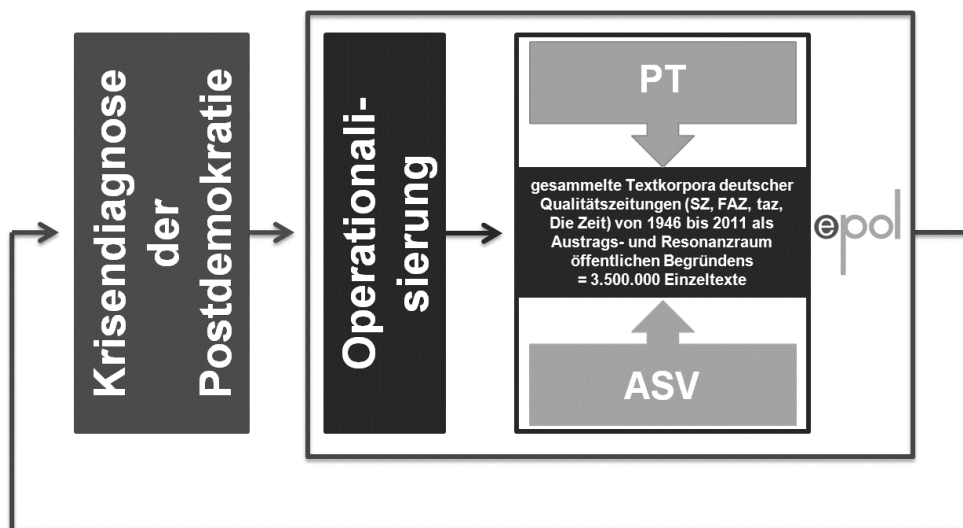 Krisendiagnose
der
Postdemokratie
Operationali-
sierung
PT
gesammelte Textkorpora deutscher
Qualitätszeitungen (SZ, FAZ, taz,
Die Zeit) von 1946 bis 2011 als
Austrags- und Resonanzraum
öffentlichen Begründens
= 3.500.000 Einzeltexte
epol
ASV